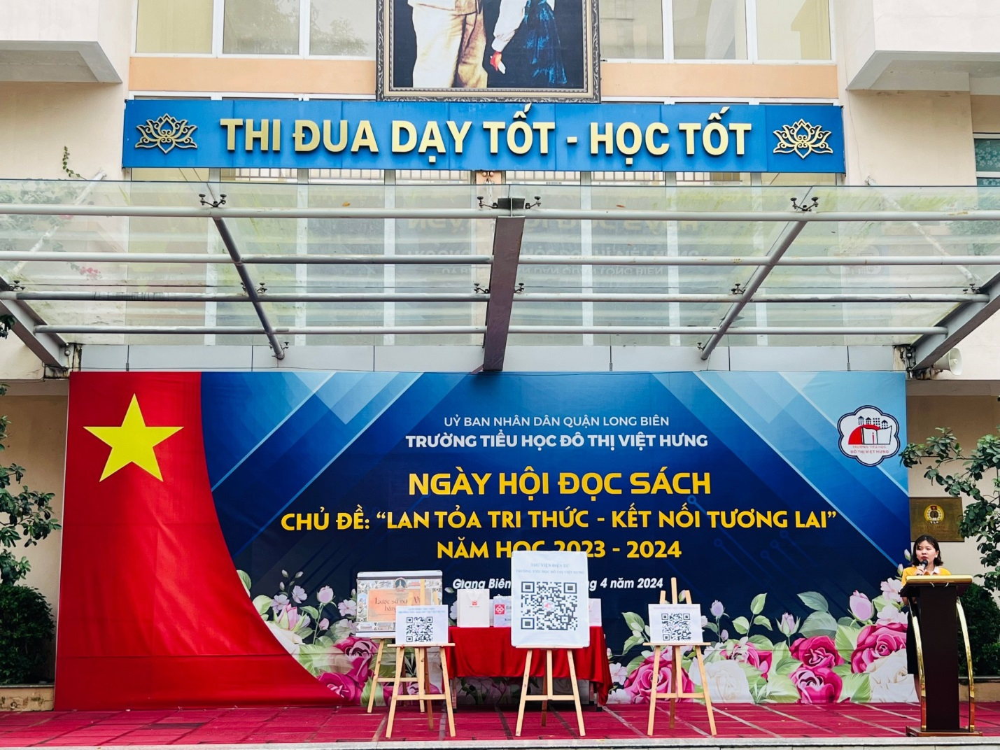 THI ĐUA DẠY TỐT - HỌC TỐT
UỶ BAN NHÂN DÂN QUẬN LONG BIÊN
TRƯỜNG TIỂU HỌC ĐÔ THỊ VIỆT HƯNG
TRƯỜNG TIỂU HỌC
ĐÔ THỊ VIỆT HƯNG
NGÀY HỘI ĐỌC SÁCH
CHỦ ĐỀ: “LAN TỎA TRI THỨC - KẾT NỐI TƯƠNG LAI”
NĂM HỌC 2023 - 2024
Giang Biên 4 năm 2024
THƯ VIỆN ĐIỆN TỬ
TRƯỜNG TIỂU HỌC ĐÔ THỊ VIỆT HƯNG
Lược sử nước